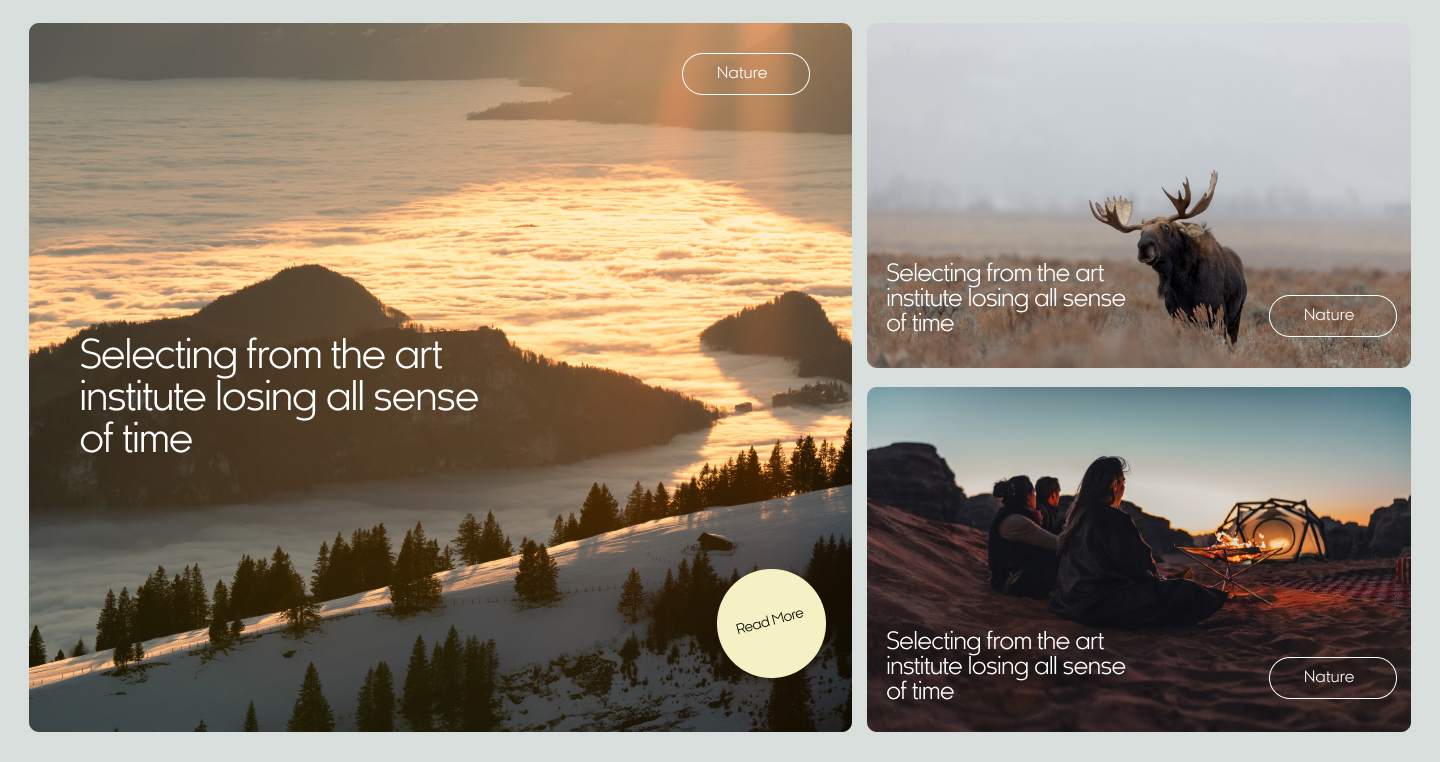 Nature
Selecting from the art
institute losing all sense
of time
Read More
Selecting from the art
institute losing all sense
of time
Nature
Selecting from the art
institute losing all sense
of time
Nature